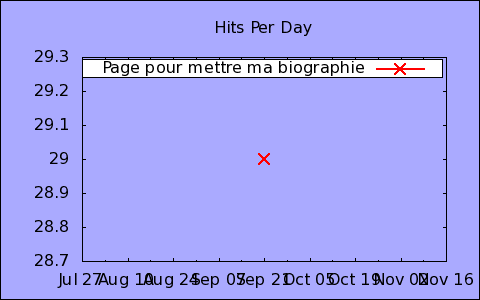 Hits Per Day
29.3
Page pour mettre ma biographie
29.2
29.1
29
28.9
28.8
28.7
Jul 27 Aug 10 Aug 24 Sep 07 Sep 21 Oct 05 Oct 19 Nov 02 Nov 16